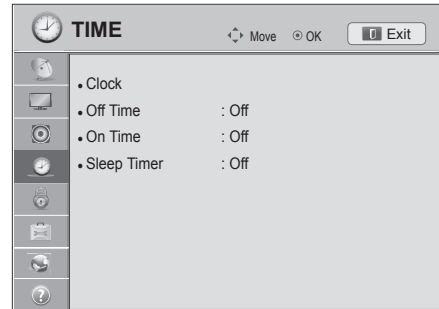 TIME Move OK Exit
• Clock
• Off Time : Off
• On Time : Off
• Sleep Timer : Off
?